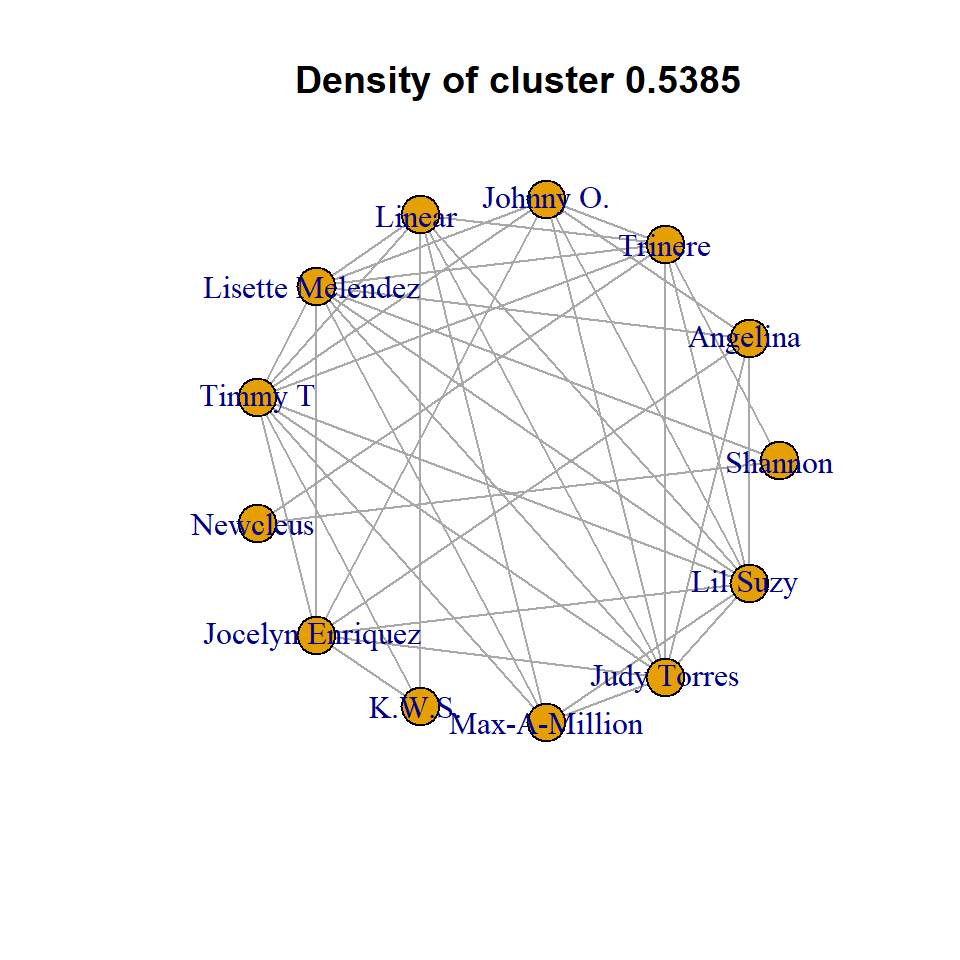 Density of cluster 0.5385
Johnny O.
Linear
Trinere
Lisette Melendez
Angelina
Timmy T
Shannon
Newcleus
Lil Suzy
Jocelyn Enriquez
Judy Torres
K.W.S.
Max-A-Million